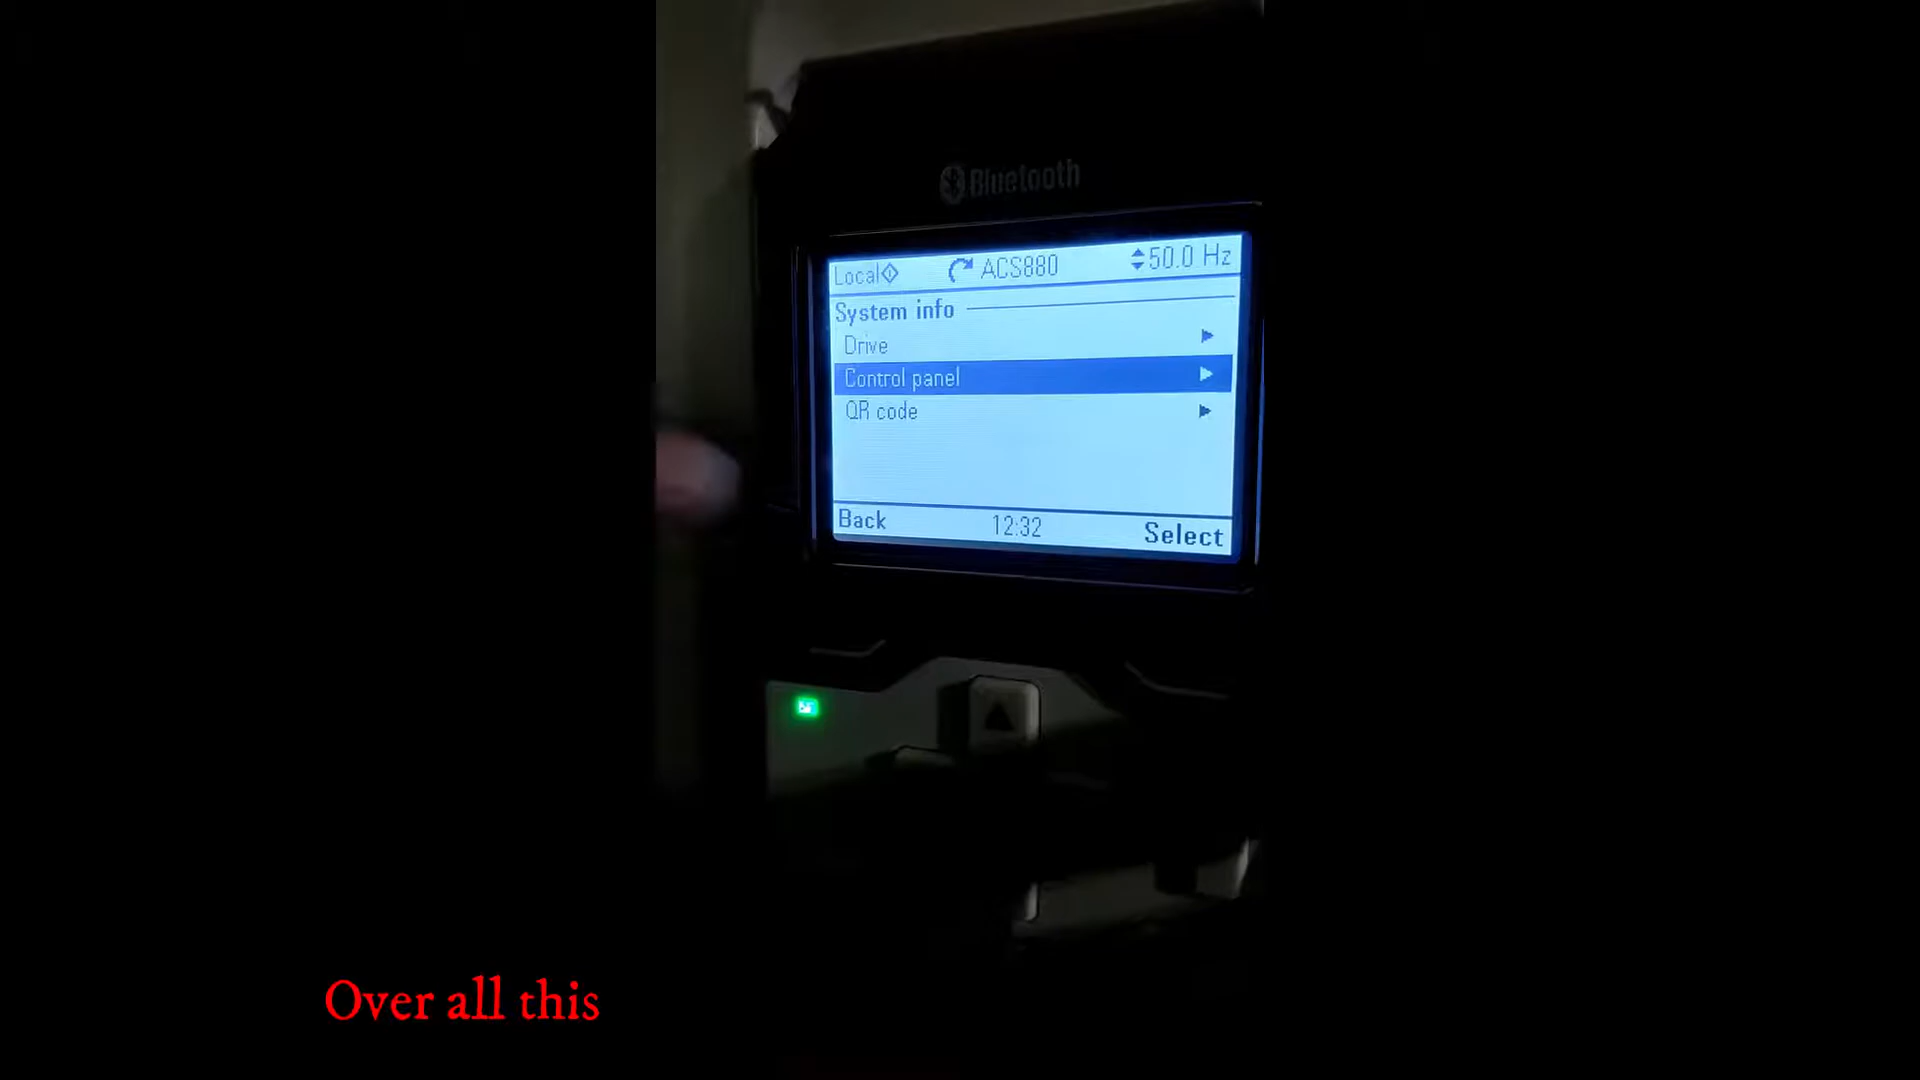 Bluetooth
Local ACS880 50.0 Hz
System info
Drive
Control panel
QR code
Back 12:32 Select
Over all this